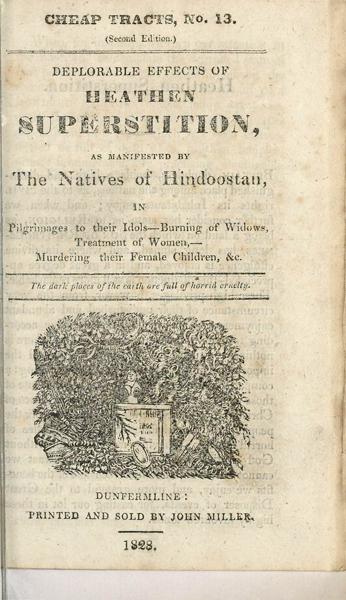 CHEAP TRACTS, No. 13.
(Second Edition.)
DEPLORABLE EFFECTS OF
HEATHEN
SUPERSTITION,
AS MANIFESTED BY
The Natives of Hindoostan,
IN
Pilgrimages to their Idols—Burning of Widows,
Treatment of Women,—
Murdering their Female Children, &c.
The dark places of the earth are full of horrid cruelty.
DUNFERMLINE:
PRINTED AND SOLD BY JOHN MILLER.
1828.